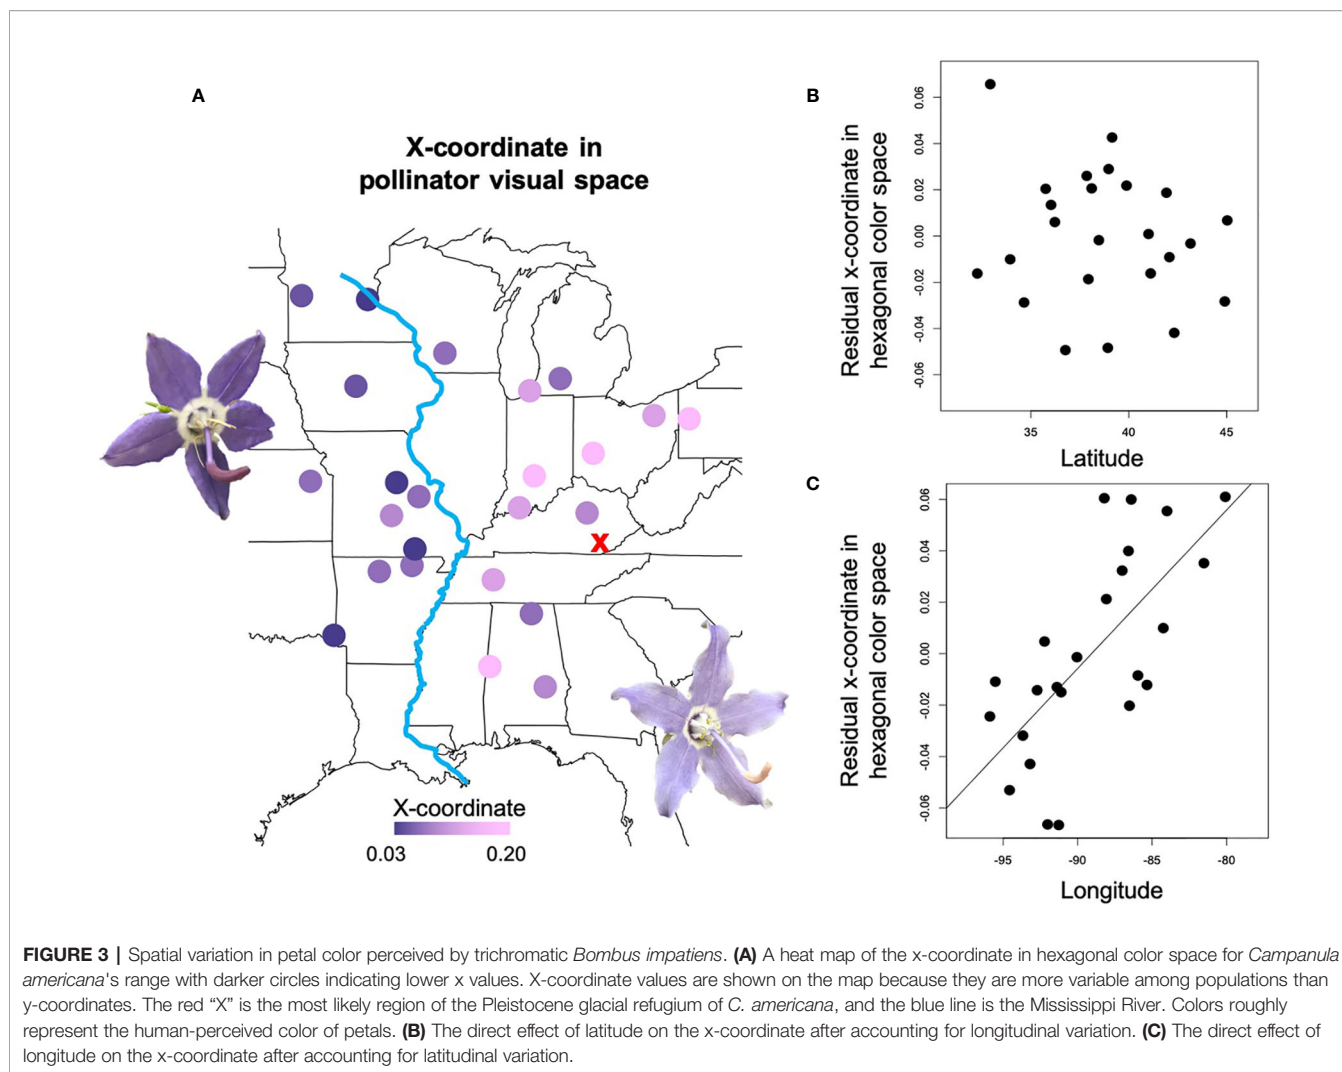 A
X-coordinate in
pollinator visual space
X
X-coordinate
0.03
0.20
B
Residual x-coordinate in
hexagonal color space
0.06
0.04
0.02
0.00
-0.02
-0.04
-0.06
35
40
45
Latitude
C
Residual x-coordinate in
hexagonal color space
0.06
0.04
0.02
0.00
-0.02
-0.04
-0.06
-95
-90
-85
-80
Longitude
FIGURE 3 | Spatial variation in petal color perceived by trichromatic Bombus impatiens. (A) A heat map of the x-coordinate in hexagonal color space for Campanula
americana's range with darker circles indicating lower x values. X-coordinate values are shown on the map because they are more variable among populations than
y-coordinates. The red “X” is the most likely region of the Pleistocene glacial refugium of C. americana, and the blue line is the Mississippi River. Colors roughly
represent the human-perceived color of petals. (B) The direct effect of latitude on the x-coordinate after accounting for longitudinal variation. (C) The direct effect of
longitude on the x-coordinate after accounting for latitudinal variation.